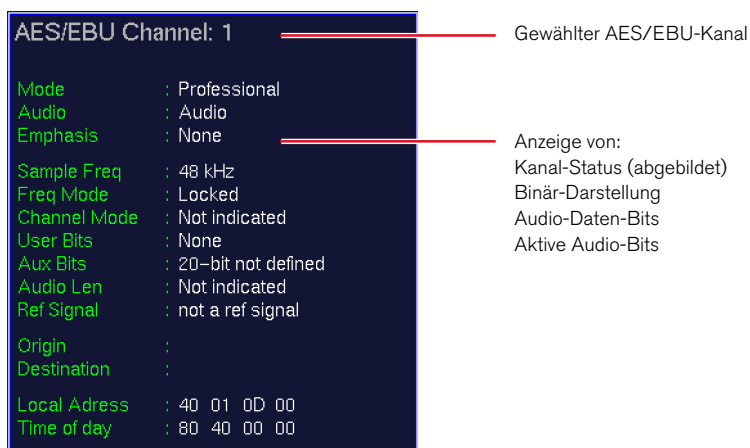 AES/EBU Channel: 1
Mode : Professional
Audio : Audio
Emphasis : None
Sample Freq : 48 kHz
Freq Mode : Locked
Channel Mode : Not indicated
User Bits : None
Aux Bits : 20-bit not defined
Audio Len : Not indicated
Ref Signal : not a ref signal
Origin :
Destination :
Local Adress : 40 01 0D 00
Time of day : 80 40 00 00
Gewählter AES/EBU-Kanal
Anzeige von:
Kanal-Status (abgebildet)
Binär-Darstellung
Audio-Daten-Bits
Aktive Audio-Bits